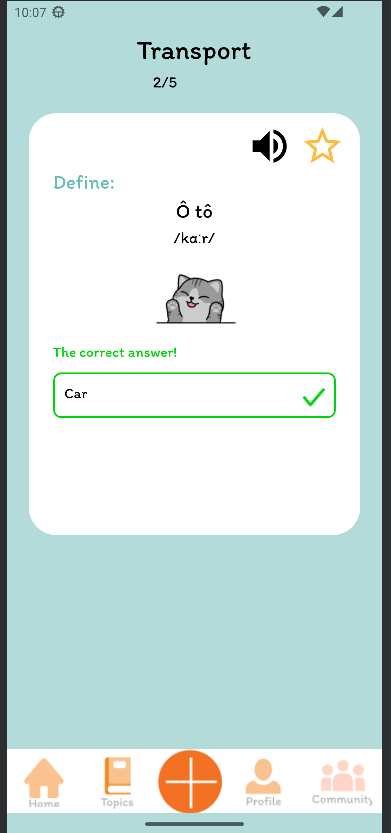 10:07
Transport
2/5
Define:
Ô tô
/kɑːr/
The correct answer!
Car
Home
Topics
Profile
Community